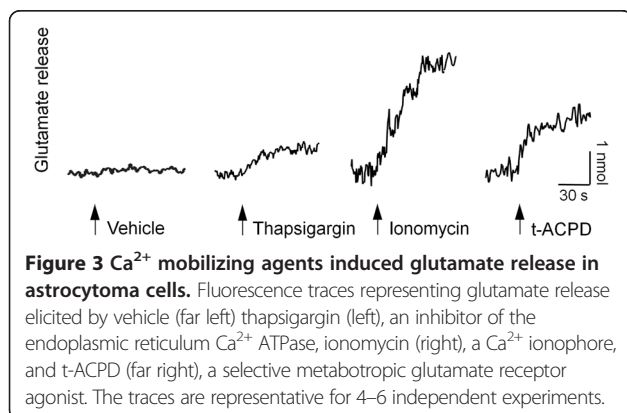 Glutamate release
1 nmol
30 s
Vehicle
Thapsigargin
Ionomycin
t-ACPD
Figure 3 Ca²⁺ mobilizing agents induced glutamate release in
astrocytoma cells. Fluorescence traces representing glutamate release
elicited by vehicle (far left) thapsigargin (left), an inhibitor of the
endoplasmic reticulum Ca²⁺ ATPase, ionomycin (right), a Ca²⁺ ionophore,
and t-ACPD (far right), a selective metabotropic glutamate receptor
agonist. The traces are representative for 4–6 independent experiments.